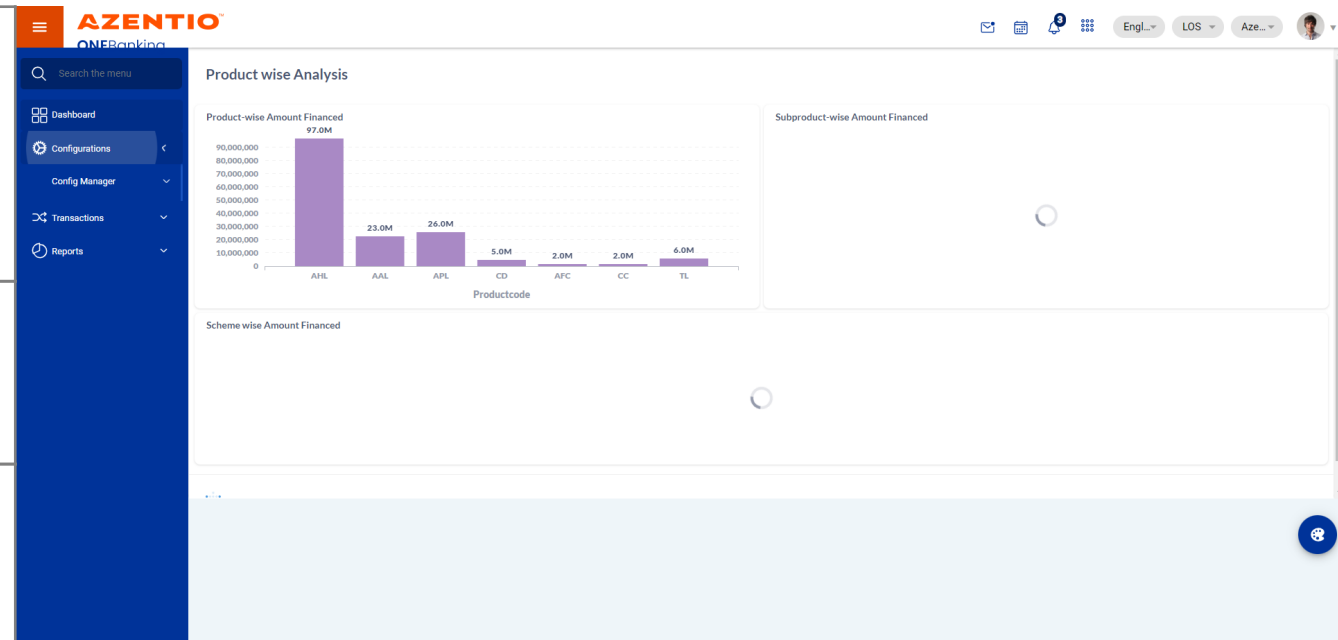 AZENTIO
ONEBanking
3
Engl...
LOS
Aze...
Search the menu
Dashboard
Configurations
Config Manager
Transactions
Reports
Product wise Analysis
Product-wise Amount Financed
97.0M
90,000,000
80,000,000
70,000,000
60,000,000
50,000,000
40,000,000
30,000,000
20,000,000
10,000,000
0
23.0M
26.0M
5.0M
2.0M
2.0M
6.0M
AHL AAL APL CD AFC CC TL
Productcode
Subproduct-wise Amount Financed
Scheme wise Amount Financed